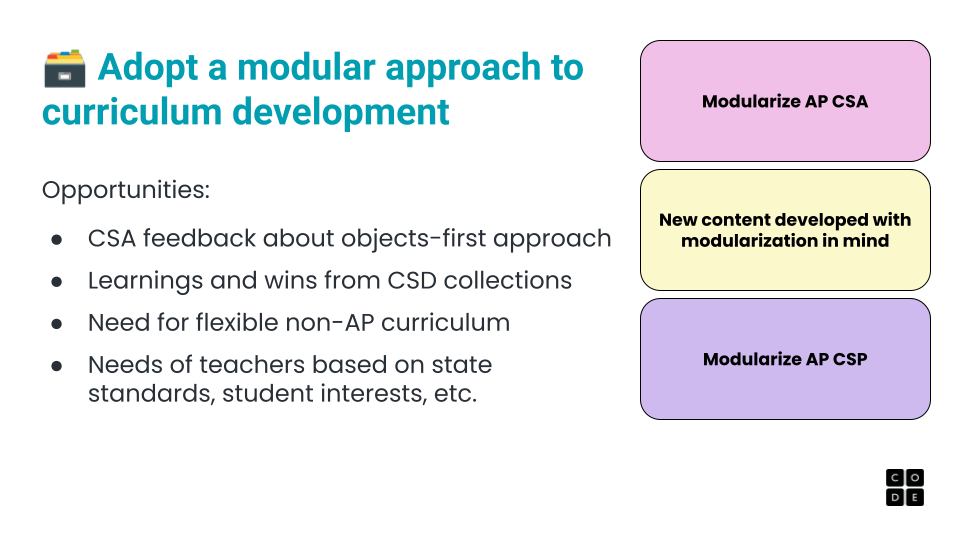 🗃️ Adopt a modular approach to
curriculum development
Opportunities:
● CSA feedback about objects-first approach
● Learnings and wins from CSD collections
● Need for flexible non-AP curriculum
● Needs of teachers based on state
standards, student interests, etc.
Modularize AP CSA
New content developed with
modularization in mind
Modularize AP CSP
C O
D E